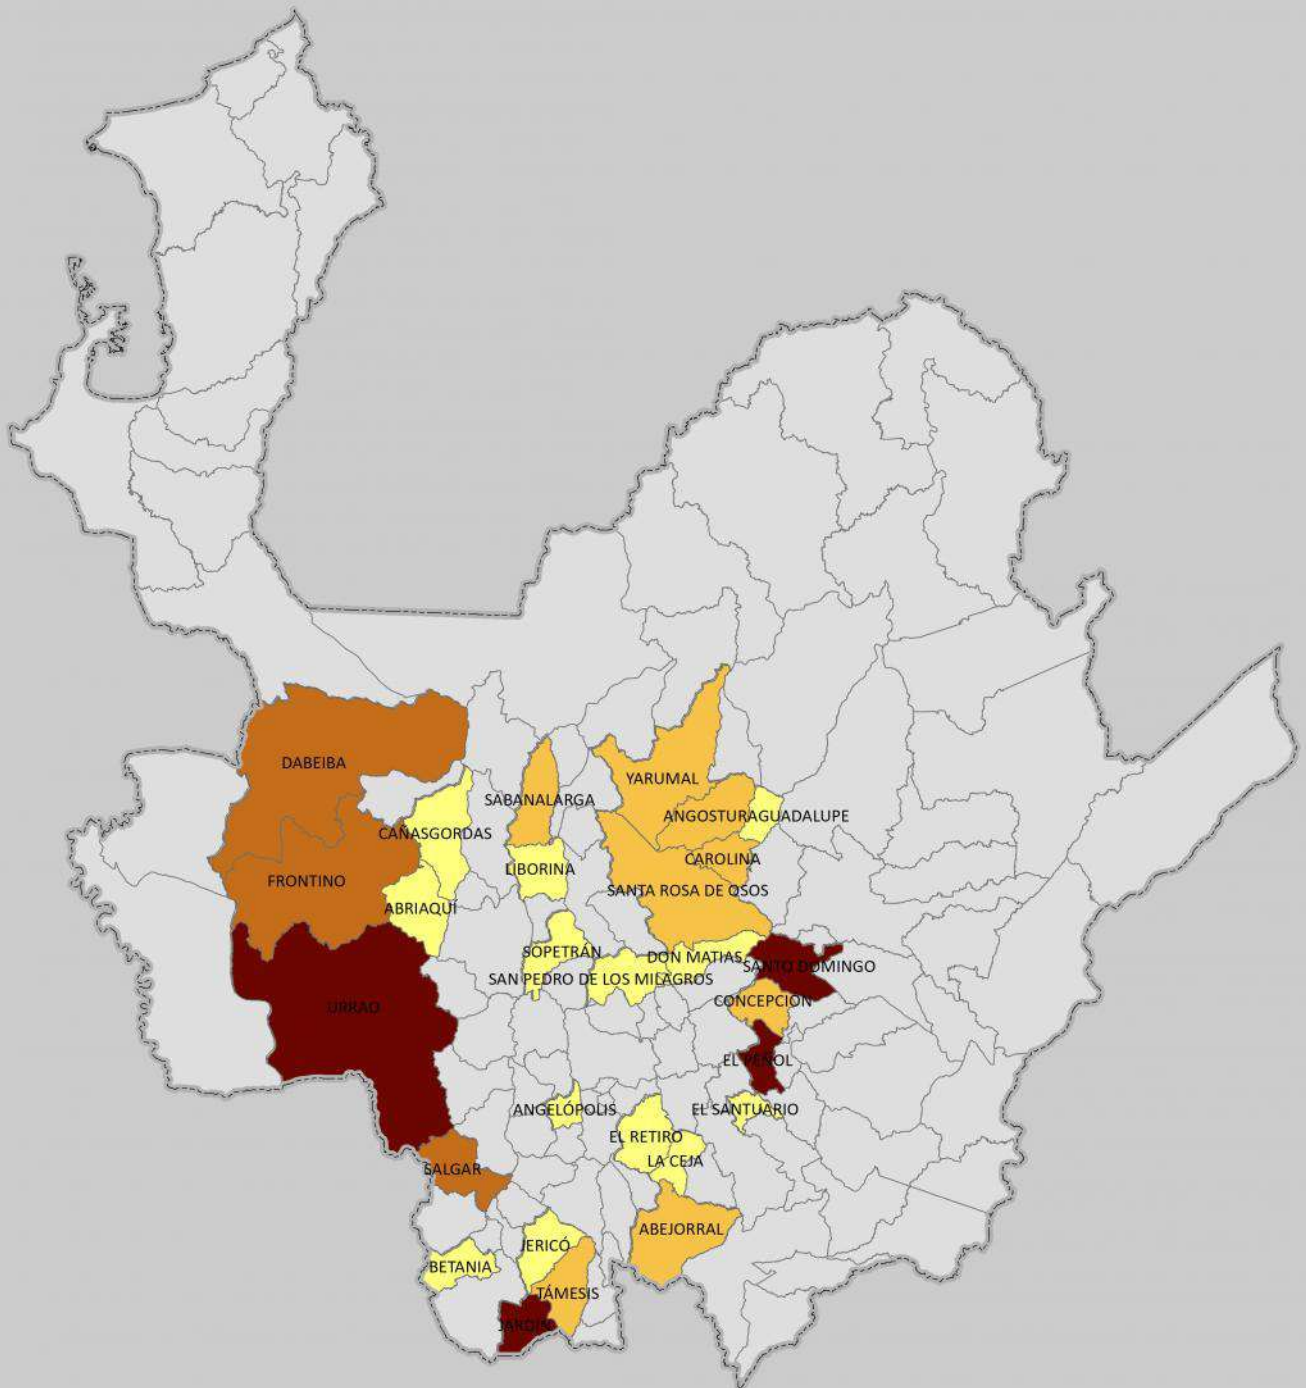 DABEIBA
YARUMAL
SABANALARGA
ANGOSTURA
GUADALUPE
CAÑASGORDAS
CAROLINA
LIBORINA
FRONTINO
SANTA ROSA DE OSOS
ABRIAQUÍ
SOPETRÁN
DON MATIAS
SANTO DOMINGO
SAN PEDRO DE LOS MILAGROS
CONCEPCIÓN
URRAO
EL PEÑOL
ANGELÓPOLIS
EL SANTUARIO
EL RETIRO
LA CEJA
SALGAR
ABEJORRAL
JERICÓ
BETANIA
TÁMESIS
JARDÍN